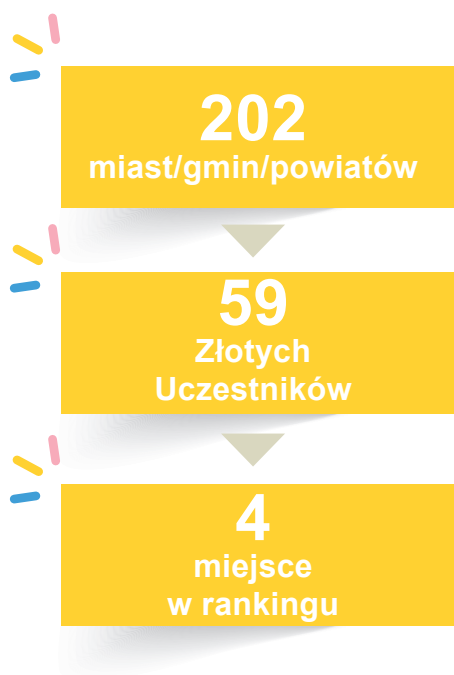 202
miast/gmin/powiatów
59
Złotych
Uczestników
4
miejsce
w rankingu